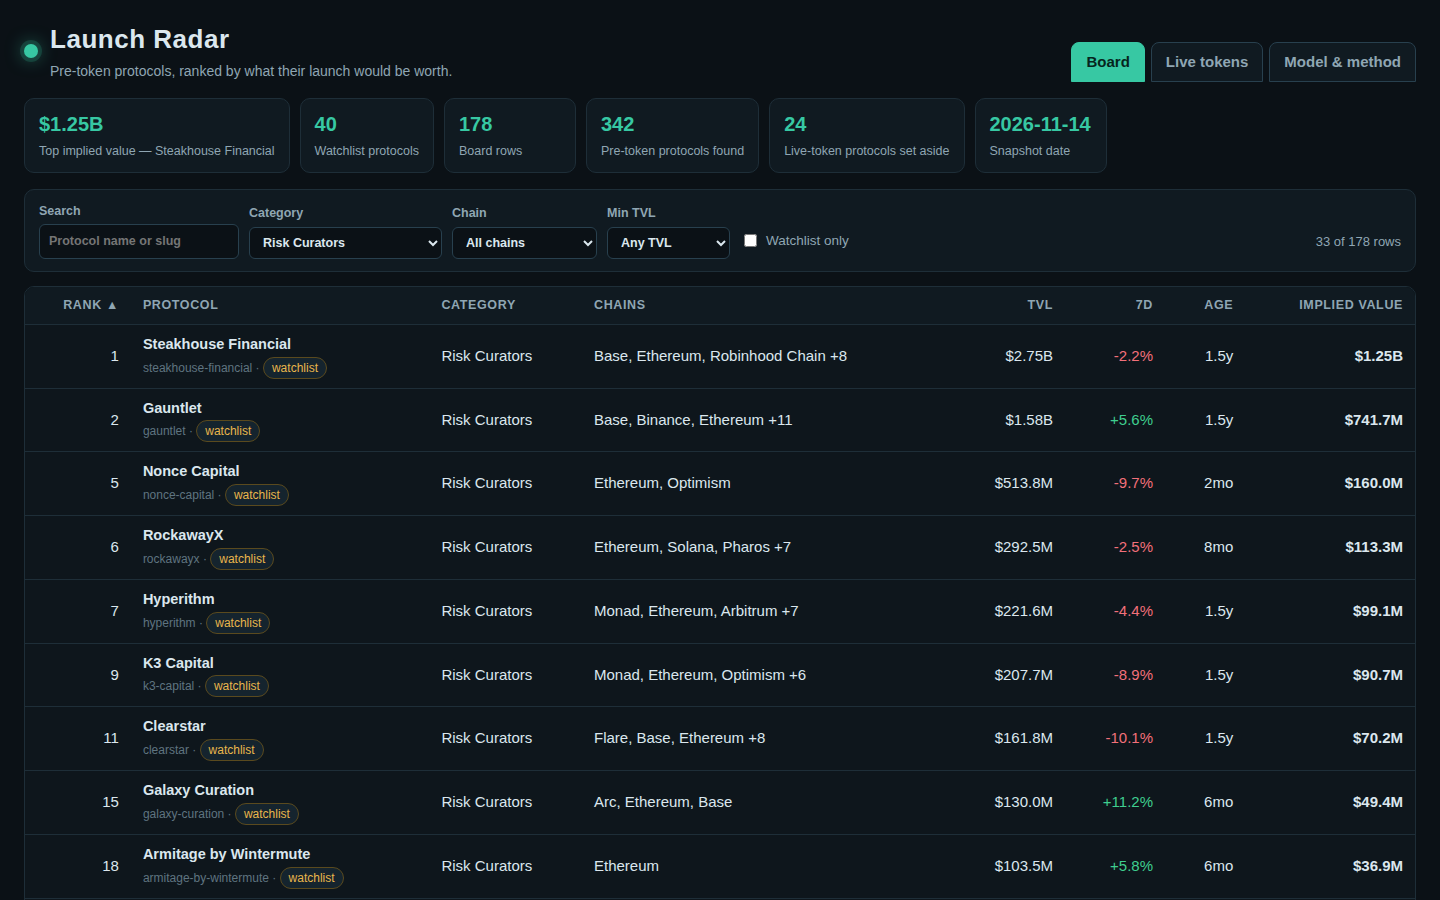 Launch Radar
Pre-token protocols, ranked by what their launch would be worth.
Board
Live tokens
Model & method
$1.25B
Top implied value — Steakhouse Financial
40
Watchlist protocols
178
Board rows
342
Pre-token protocols found
24
Live-token protocols set aside
2026-11-14
Snapshot date
Search
Protocol name or slug
Category
Risk Curators
Chain
All chains
Min TVL
Any TVL
Watchlist only
33 of 178 rows
RANK ▲ PROTOCOL CATEGORY CHAINS TVL 7D AGE IMPLIED VALUE
1 Steakhouse Financial Risk Curators Base, Ethereum, Robinhood Chain +8 $2.75B -2.2% 1.5y $1.25B
steakhouse-financial · watchlist
2 Gauntlet Risk Curators Base, Binance, Ethereum +11 $1.58B +5.6% 1.5y $741.7M
gauntlet · watchlist
5 Nonce Capital Risk Curators Ethereum, Optimism $513.8M -9.7% 2mo $160.0M
nonce-capital · watchlist
6 RockawayX Risk Curators Ethereum, Solana, Pharos +7 $292.5M -2.5% 8mo $113.3M
rockawayx · watchlist
7 Hyperithm Risk Curators Monad, Ethereum, Arbitrum +7 $221.6M -4.4% 1.5y $99.1M
hyperithm · watchlist
9 K3 Capital Risk Curators Monad, Ethereum, Optimism +6 $207.7M -8.9% 1.5y $90.7M
k3-capital · watchlist
11 Clearstar Risk Curators Flare, Base, Ethereum +8 $161.8M -10.1% 1.5y $70.2M
clearstar · watchlist
15 Galaxy Curation Risk Curators Arc, Ethereum, Base $130.0M +11.2% 6mo $49.4M
galaxy-curation · watchlist
18 Armitage by Wintermute Risk Curators Ethereum $103.5M +5.8% 6mo $36.9M
armitage-by-wintermute · watchlist